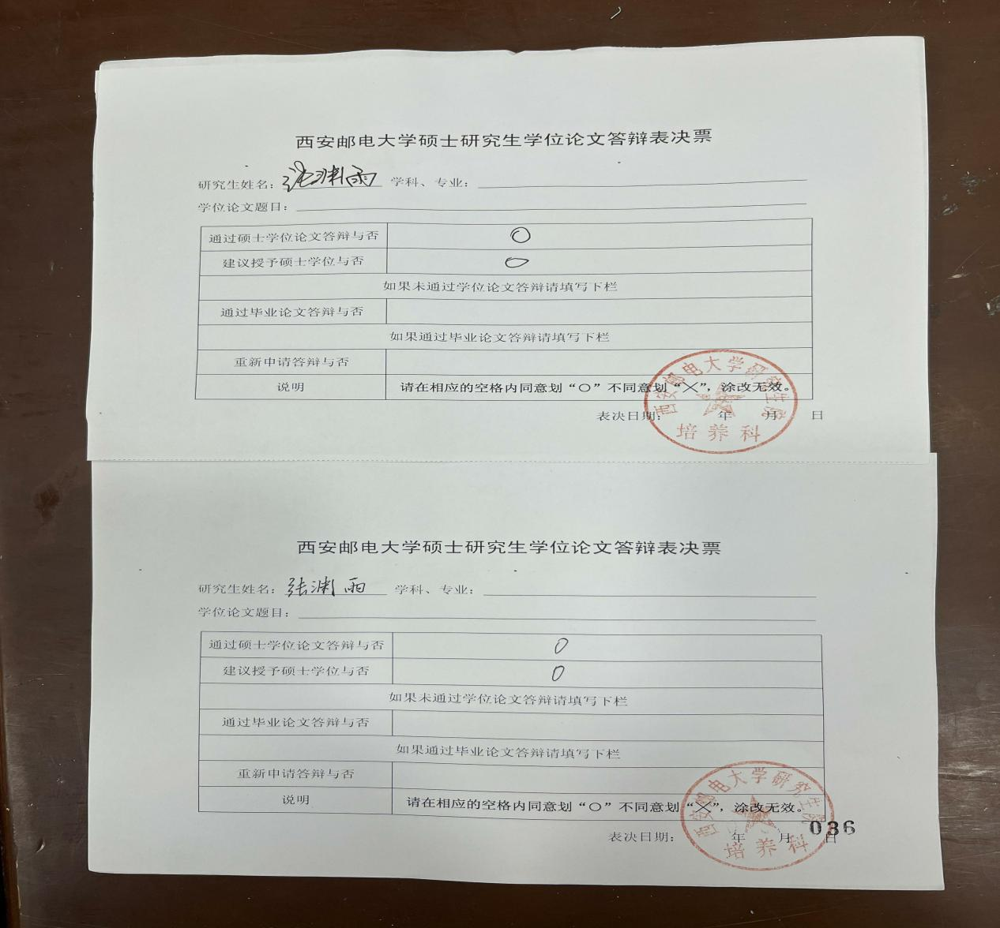 西安邮电大学硕士研究生学位论文答辩表决票
研究生姓名：张渊雨 学科、专业：
学位论文题目：
通过硕士学位论文答辩与否 ○
建议授予硕士学位与否 ○
如果未通过学位论文答辩请填写下栏
通过毕业论文答辩与否
如果通过毕业论文答辩请填写下栏
重新申请答辩与否
说明 请在相应的空格内同意划“○”不同意划“╳”，涂改无效。
表决日期： 年 月 日
西安邮电大学研究生院
培养科
西安邮电大学硕士研究生学位论文答辩表决票
研究生姓名：张渊雨 学科、专业：
学位论文题目：
通过硕士学位论文答辩与否 ○
建议授予硕士学位与否 ○
如果未通过学位论文答辩请填写下栏
通过毕业论文答辩与否
如果通过毕业论文答辩请填写下栏
重新申请答辩与否
说明 请在相应的空格内同意划“○”不同意划“╳”，涂改无效。
表决日期： 年 月 日
036
西安邮电大学研究生院
培养科